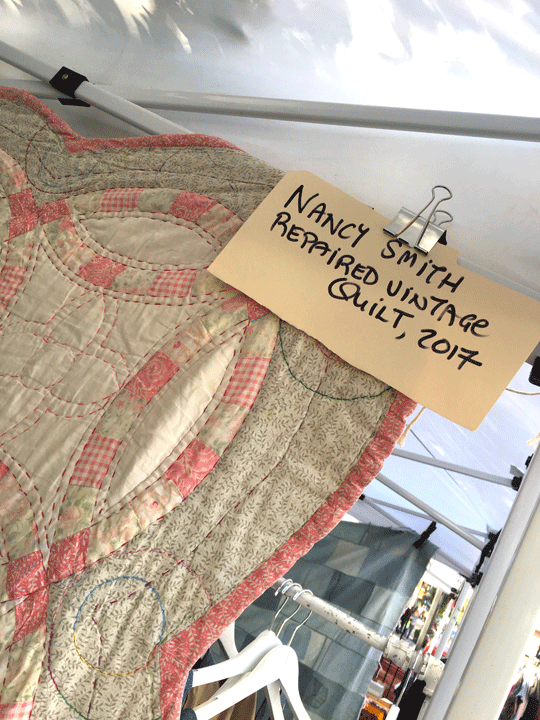 NANCY SMITH
REPAIRED VINTAGE
QUILT, 2017